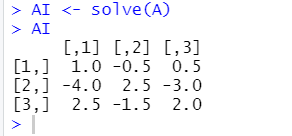 > AI <- solve(A)
> AI
     [,1] [,2] [,3]
[1,]  1.0 -0.5  0.5
[2,] -4.0  2.5 -3.0
[3,]  2.5 -1.5  2.0
>